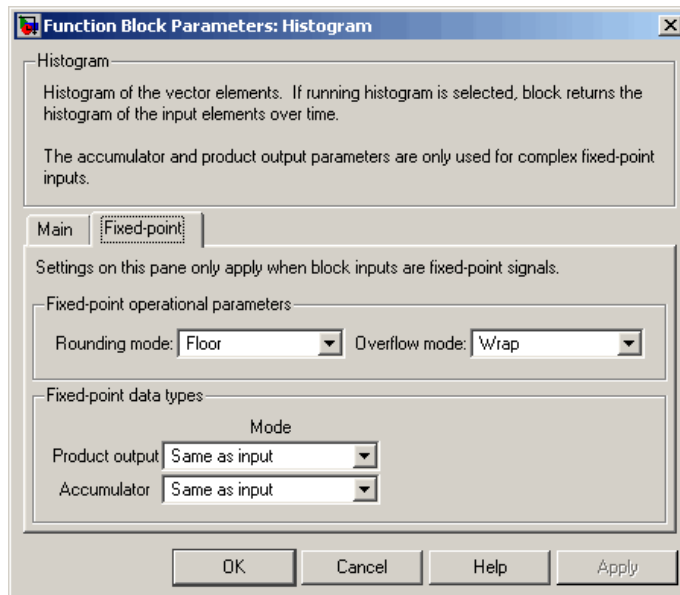 Function Block Parameters: Histogram
Histogram
Histogram of the vector elements.  If running histogram is selected, block returns the
histogram of the input elements over time.
The accumulator and product output parameters are only used for complex fixed-point
inputs.
Main Fixed-point
Settings on this pane only apply when block inputs are fixed-point signals.
Fixed-point operational parameters
Rounding mode: Floor Overflow mode: Wrap
Fixed-point data types
Mode
Product output Same as input
Accumulator Same as input
OK Cancel Help Apply